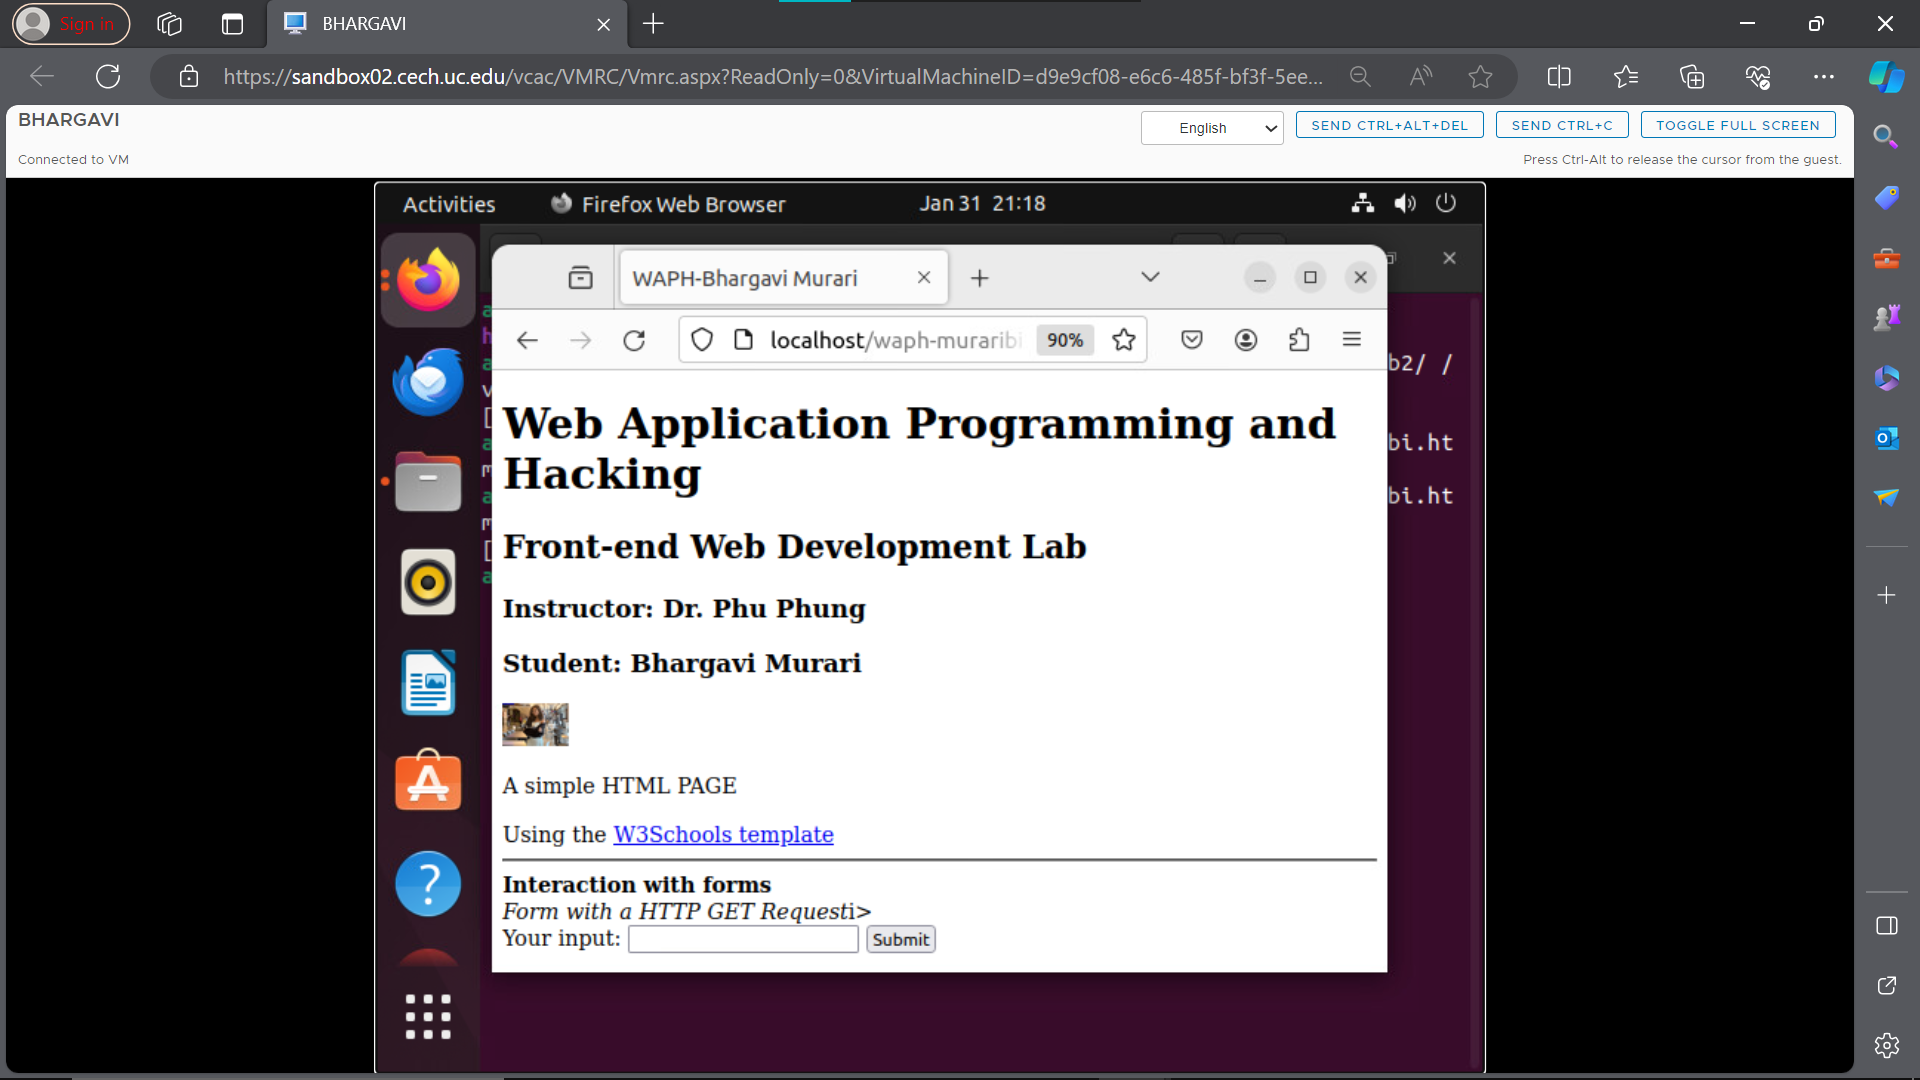 Sign in
BHARGAVI
https://sandbox02.cech.uc.edu/vcac/VMRC/Vmrc.aspx?ReadOnly=0&VirtualMachineID=d9e9cf08-e6c6-485f-bf3f-5ee...
BHARGAVI
English
SEND CTRL+ALT+DEL
SEND CTRL+C
TOGGLE FULL SCREEN
Connected to VM
Press Ctrl-Alt to release the cursor from the guest.
Activities
Firefox Web Browser
Jan 31 21:18
WAPH-Bhargavi Murari
localhost/waph-muraribi
90%
b2/ /
bi.ht
bi.ht
Web Application Programming and
Hacking
Front-end Web Development Lab
Instructor: Dr. Phu Phung
Student: Bhargavi Murari
A simple HTML PAGE
Using the W3Schools template
Interaction with forms
Form with a HTTP GET Requesti>
Your input:
Submit